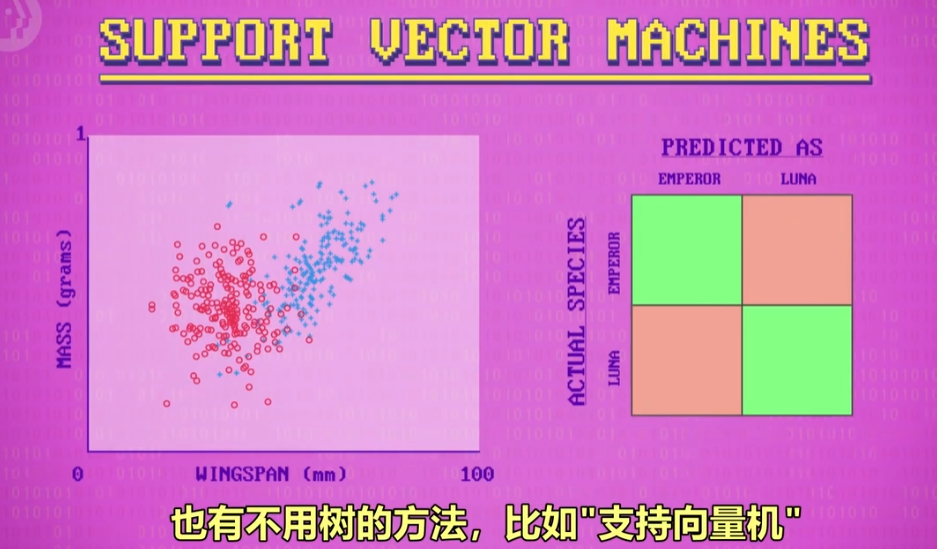 SUPPORT VECTOR MACHINES
1
MASS (grams)
0
WINGSPAN (mm)
100
PREDICTED AS
EMPEROR
LUNA
ACTUAL SPECIES
EMPEROR
LUNA
也有不用树的方法，比如"支持向量机"